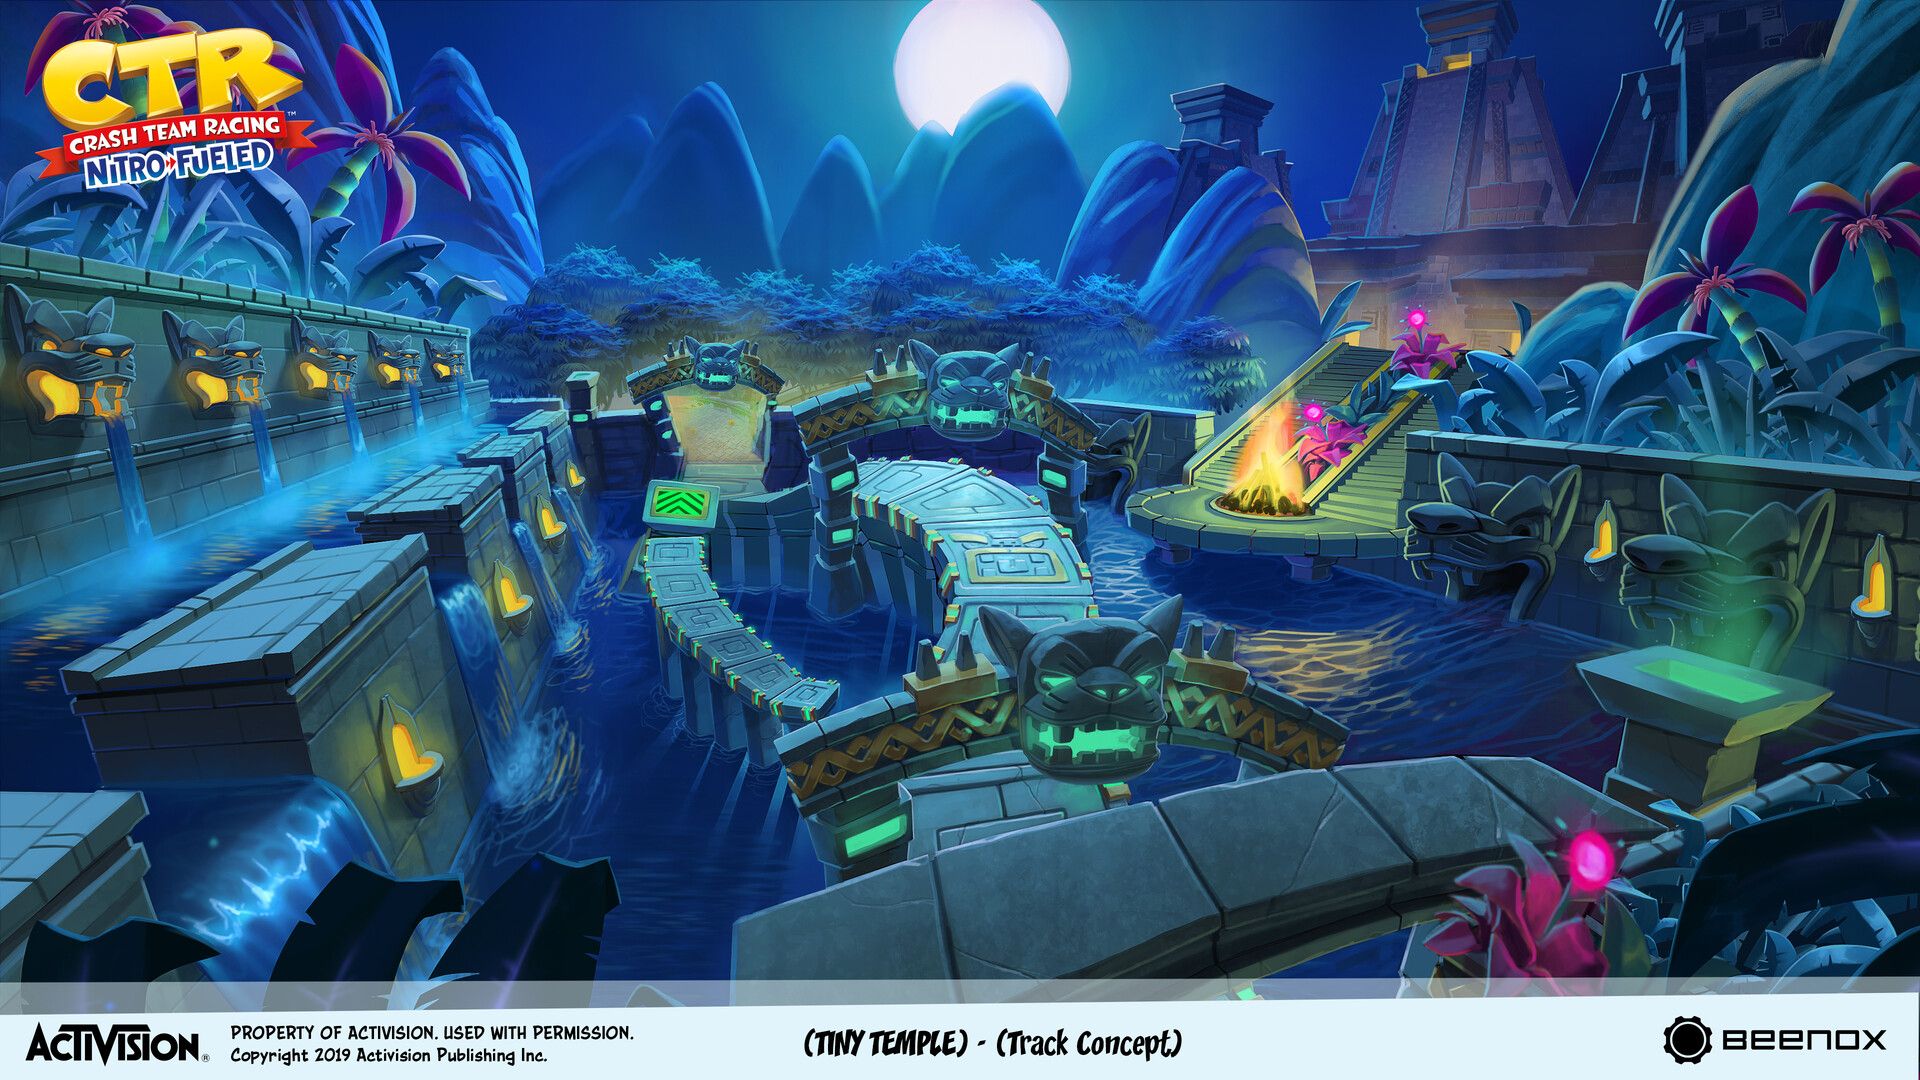 CTR™
CRASH TEAM RACING
NITRO-FUELED
ACTIVISION®
PROPERTY OF ACTIVISION. USED WITH PERMISSION.
Copyright 2019 Activision Publishing Inc.
(TINY TEMPLE) - (Track Concept)
BEENOX